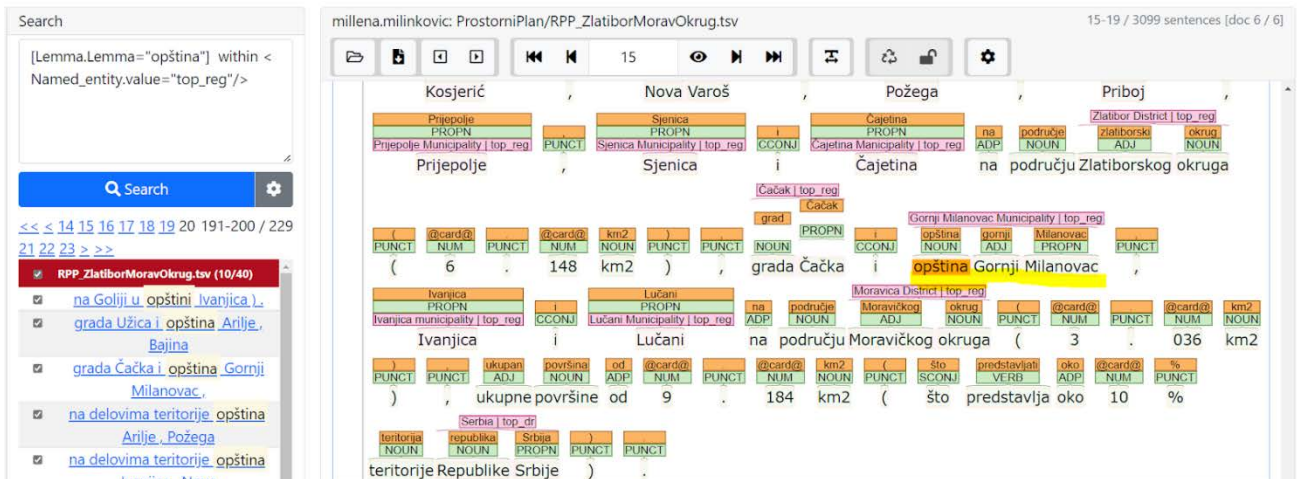 Search
[Lemma.Lemma="opština"] within <
Named_entity.value="top_reg"/>
Search
<< < 14 15 16 17 18 19 20 191-200 / 229
21 22 23 > >>
RPP_ZlatiborMoravOkrug.tsv (10/40)
na Goliji u opštini Ivanjica ) .
grada Užica i opština Arilje ,
Bajina
grada Čačka i opština Gornji
Milanovac ,
na delovima teritorije opština
Arilje , Požega
na delovima teritorije opština
millena.milinkovic: ProstorniPlan/RPP_ZlatiborMoravOkrug.tsv
15-19 / 3099 sentences [doc 6 / 6]
15
Kosjerić , Nova Varoš , Požega , Priboj ,
Zlatibor District | top_reg
Prijepolje , Sjenica i Čajetina na područje zlatiborski okrug
PROPN PUNCT PROPN CCONJ PROPN ADP NOUN ADJ NOUN
Prijepolje Municipality | top_reg Sjenica Municipality | top_reg Čajetina Municipality | top_reg
Prijepolje , Sjenica i Čajetina na području Zlatiborskog okruga
Čačak | top_reg
grad Čačak Gornji Milanovac Municipality | top_reg
( @card@ . @card@ km2 ) , i opština gornji Milanovac ,
PUNCT NUM PUNCT NUM NOUN PUNCT PUNCT NOUN PROPN CCONJ NOUN ADJ PROPN PUNCT
( 6 . 148 km2 ) , grada Čačka i opština Gornji Milanovac ,
Moravica District | top_reg
Ivanjica i Lučani na područje Moravičkog okrug ( @card@ . @card@ km2
PROPN CCONJ PROPN ADP NOUN ADJ NOUN PUNCT NUM PUNCT NUM NOUN
Ivanjica municipality | top_reg Lučani Municipality | top_reg
Ivanjica i Lučani na području Moravičkog okruga ( 3 . 036 km2
) , ukupan površina od @card@ . @card@ km2 ( što predstavljati oko @card@ %
PUNCT PUNCT ADJ NOUN ADP NUM PUNCT NUM NOUN PUNCT SCONJ VERB ADP NUM PUNCT
) , ukupne površine od 9 . 184 km2 ( što predstavlja oko 10 %
Serbia | top_dr
teritorija republika Srbija ) .
NOUN NOUN PROPN PUNCT PUNCT
teritorije Republike Srbije ) .